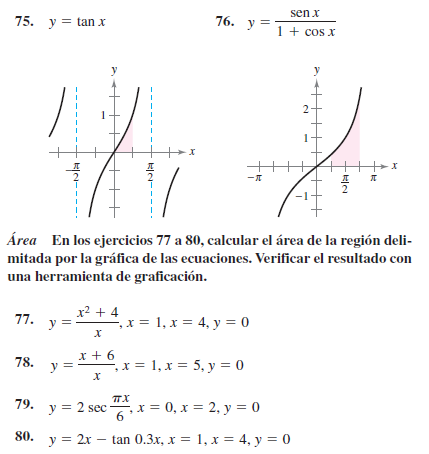 75. y = tan x
76. y = sen x / (1 + cos x)
y
1
x
-π/2
π/2
y
2
1
x
-π
π/2
π
-1
Área En los ejercicios 77 a 80, calcular el área de la región deli-
mitada por la gráfica de las ecuaciones. Verificar el resultado con
una herramienta de graficación.
77. y = (x² + 4)/x, x = 1, x = 4, y = 0
78. y = (x + 6)/x, x = 1, x = 5, y = 0
79. y = 2 sec πx/6, x = 0, x = 2, y = 0
80. y = 2x − tan 0.3x, x = 1, x = 4, y = 0